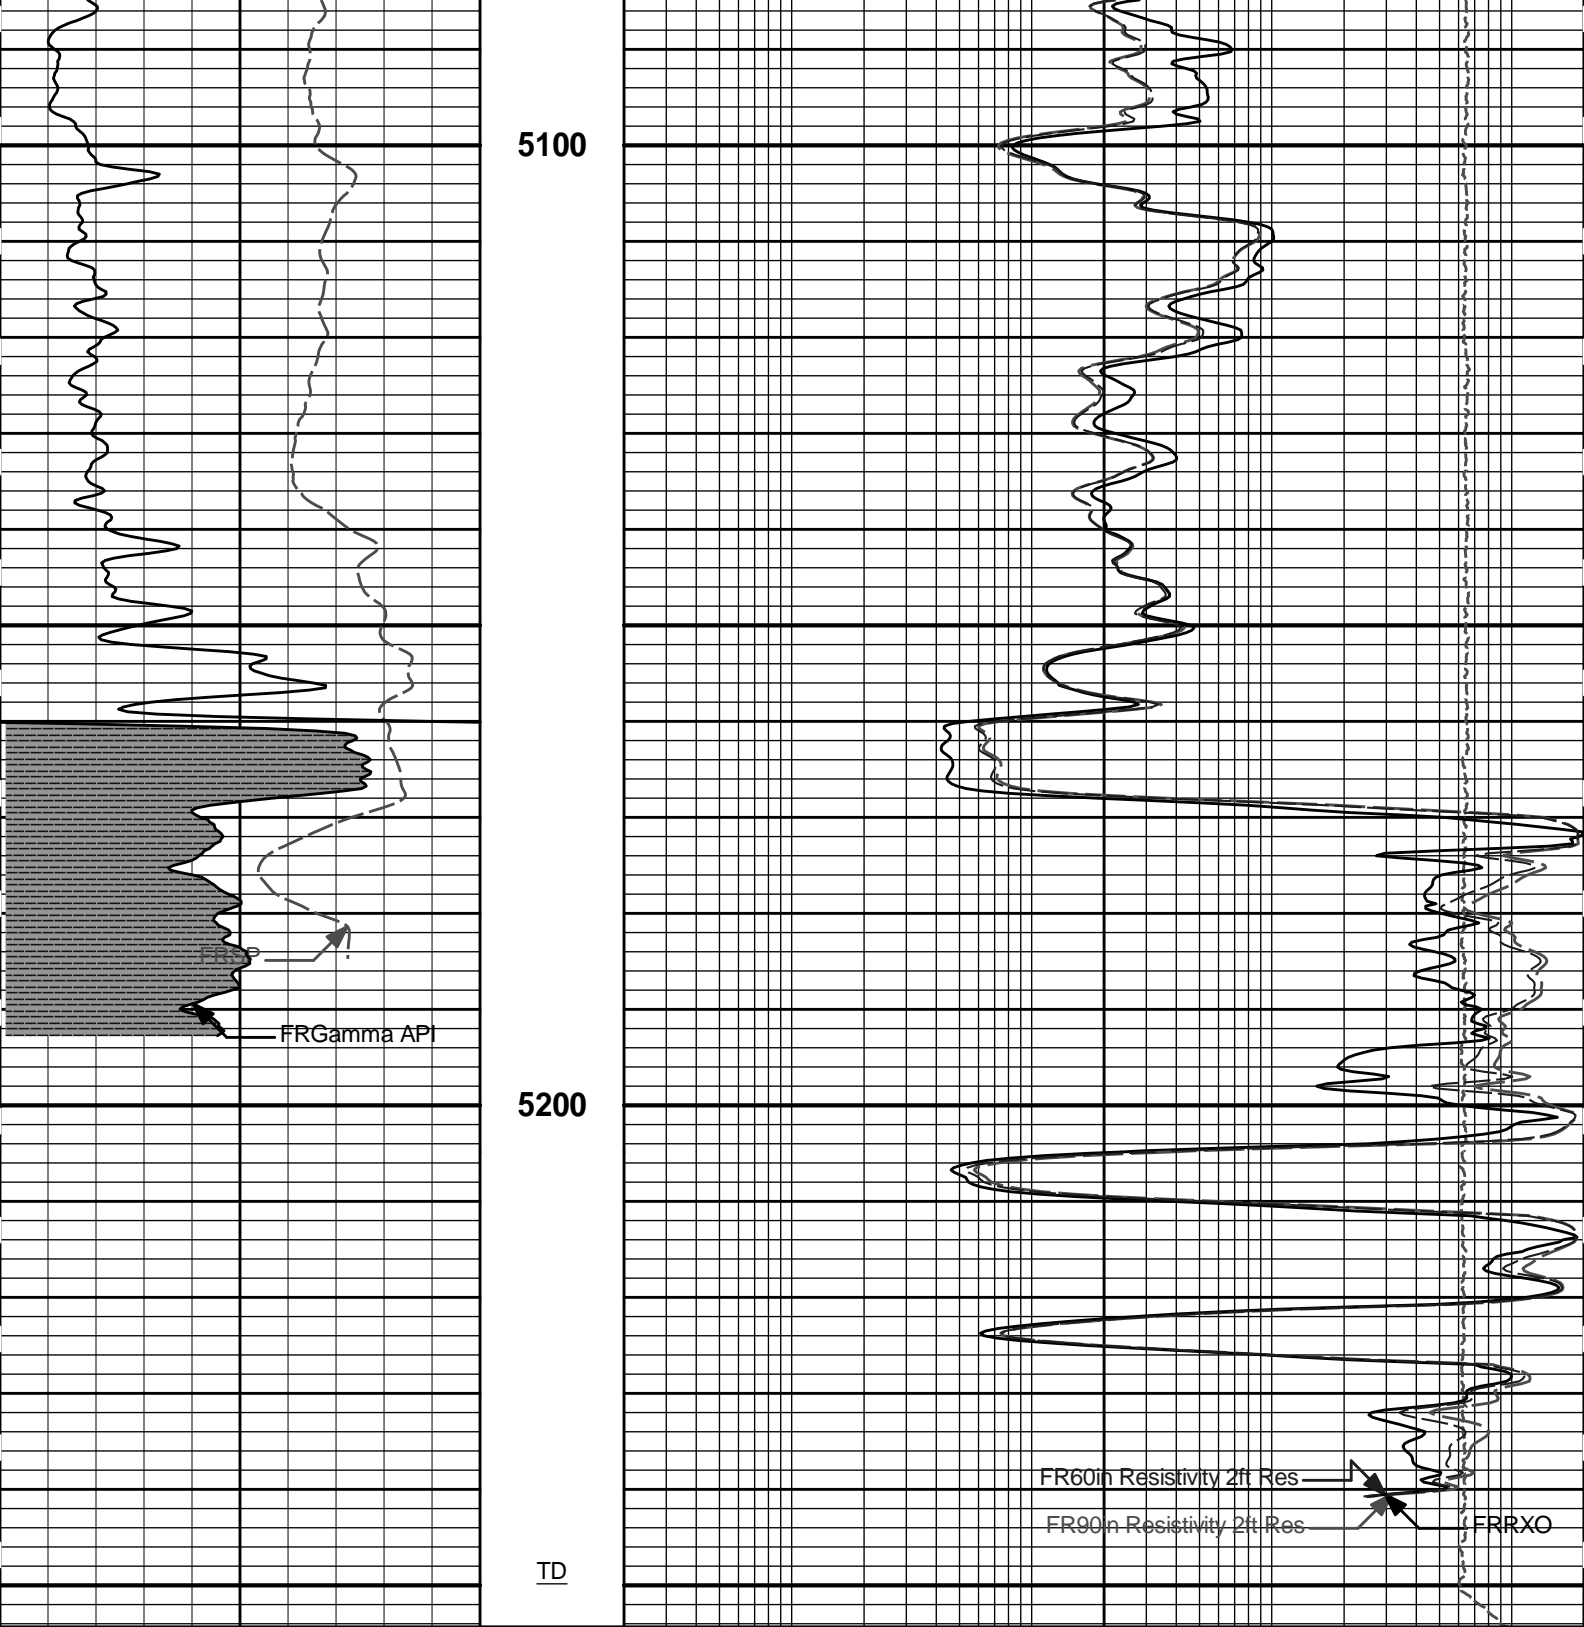 5100
FRSP
FRGamma API
5200
FR60in Resistivity 2ft Res
FR90in Resistivity 2ft Res
FRRXO
TD